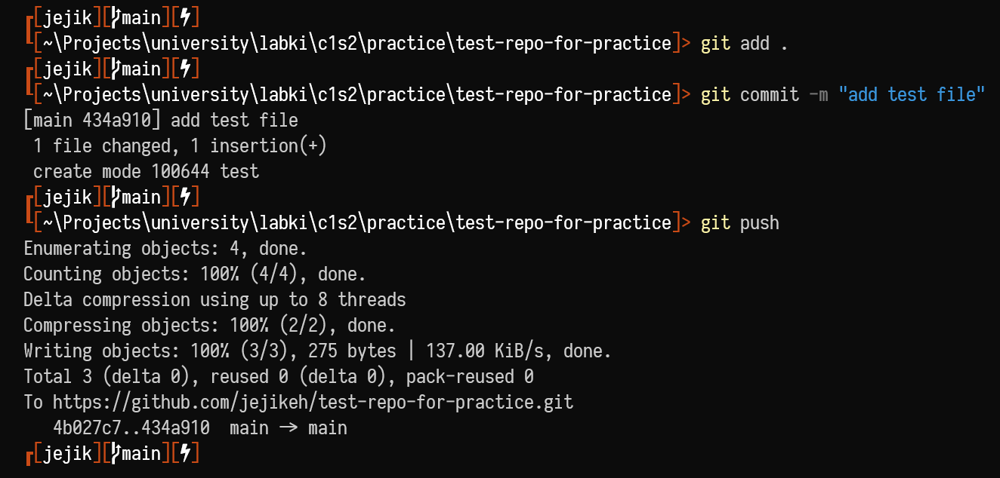 [jejik][main][⚡]
[~\Projects\university\labki\c1s2\practice\test-repo-for-practice]> git add .
[jejik][main][⚡]
[~\Projects\university\labki\c1s2\practice\test-repo-for-practice]> git commit -m "add test file"
[main 434a910] add test file
 1 file changed, 1 insertion(+)
 create mode 100644 test
[jejik][main][⚡]
[~\Projects\university\labki\c1s2\practice\test-repo-for-practice]> git push
Enumerating objects: 4, done.
Counting objects: 100% (4/4), done.
Delta compression using up to 8 threads
Compressing objects: 100% (2/2), done.
Writing objects: 100% (3/3), 275 bytes | 137.00 KiB/s, done.
Total 3 (delta 0), reused 0 (delta 0), pack-reused 0
To https://github.com/jejikeh/test-repo-for-practice.git
   4b027c7..434a910  main -> main
[jejik][main][⚡]